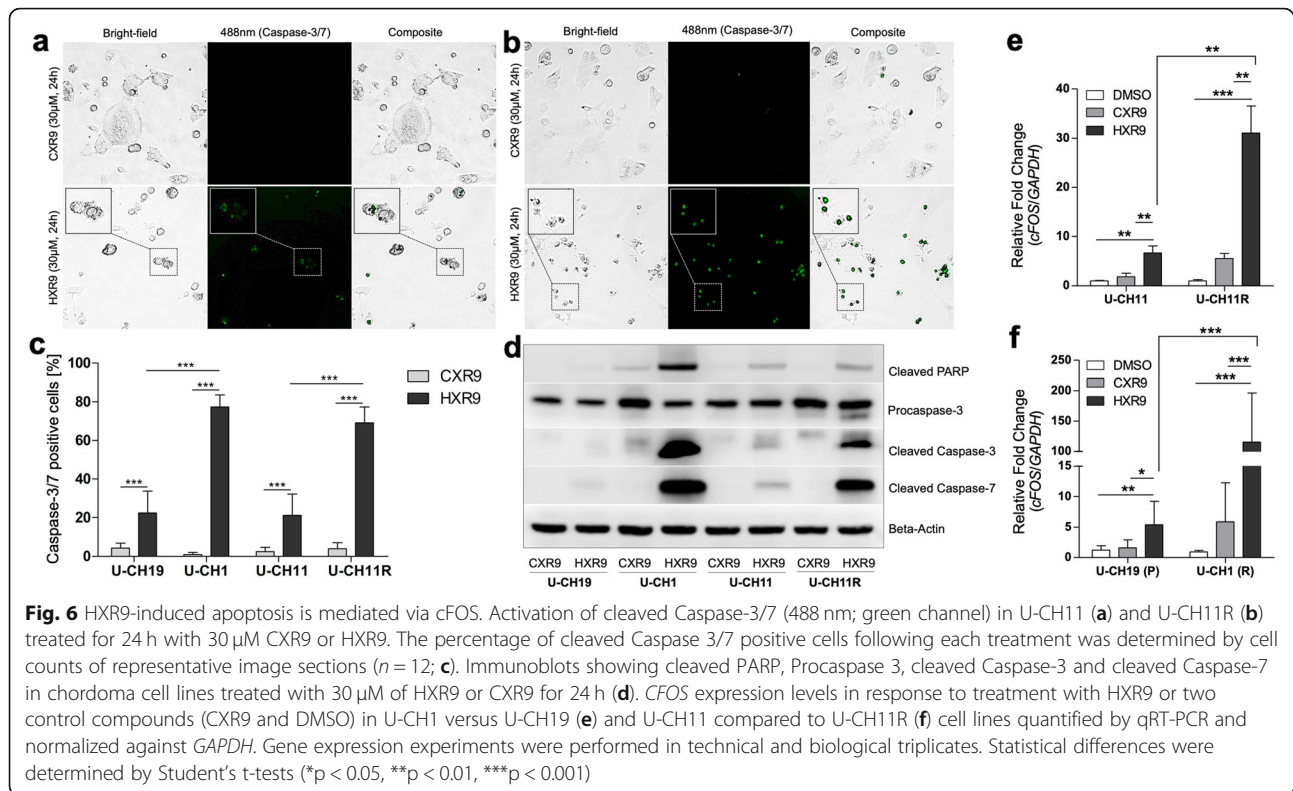 a
Bright-field 488nm (Caspase-3/7) Composite
CXR9 (30µM, 24h)
HXR9 (30µM, 24h)
b
Bright-field 488nm (Caspase-3/7) Composite
CXR9 (30µM, 24h)
HXR9 (30µM, 24h)
e
Relative Fold Change
(cFOS/GAPDH)
40
30
20
10
0
DMSO
CXR9
HXR9
**
**
***
**
**
U-CH11 U-CH11R
c
Caspase-3/7 positive cells [%]
100
80
60
40
20
0
CXR9
HXR9
*** ***
*** *** *** ***
U-CH19 U-CH1 U-CH11 U-CH11R
d
Cleaved PARP
Procaspase-3
Cleaved Caspase-3
Cleaved Caspase-7
Beta-Actin
CXR9 HXR9 CXR9 HXR9 CXR9 HXR9 CXR9 HXR9
U-CH19 U-CH1 U-CH11 U-CH11R
f
Relative Fold Change
(cFOS/GAPDH)
250
200
150
100
50
15
10
5
0
DMSO
CXR9
HXR9
***
***
***
*
**
U-CH19 (P) U-CH1 (R)
Fig. 6 HXR9-induced apoptosis is mediated via cFOS. Activation of cleaved Caspase-3/7 (488 nm; green channel) in U-CH11 (a) and U-CH11R (b)
treated for 24 h with 30 µM CXR9 or HXR9. The percentage of cleaved Caspase 3/7 positive cells following each treatment was determined by cell
counts of representative image sections (n = 12; c). Immunoblots showing cleaved PARP, Procaspase 3, cleaved Caspase-3 and cleaved Caspase-7
in chordoma cell lines treated with 30 µM of HXR9 or CXR9 for 24 h (d). CFOS expression levels in response to treatment with HXR9 or two
control compounds (CXR9 and DMSO) in U-CH1 versus U-CH19 (e) and U-CH11 compared to U-CH11R (f) cell lines quantified by qRT-PCR and
normalized against GAPDH. Gene expression experiments were performed in technical and biological triplicates. Statistical differences were
determined by Student's t-tests (*p < 0.05, **p < 0.01, ***p < 0.001)